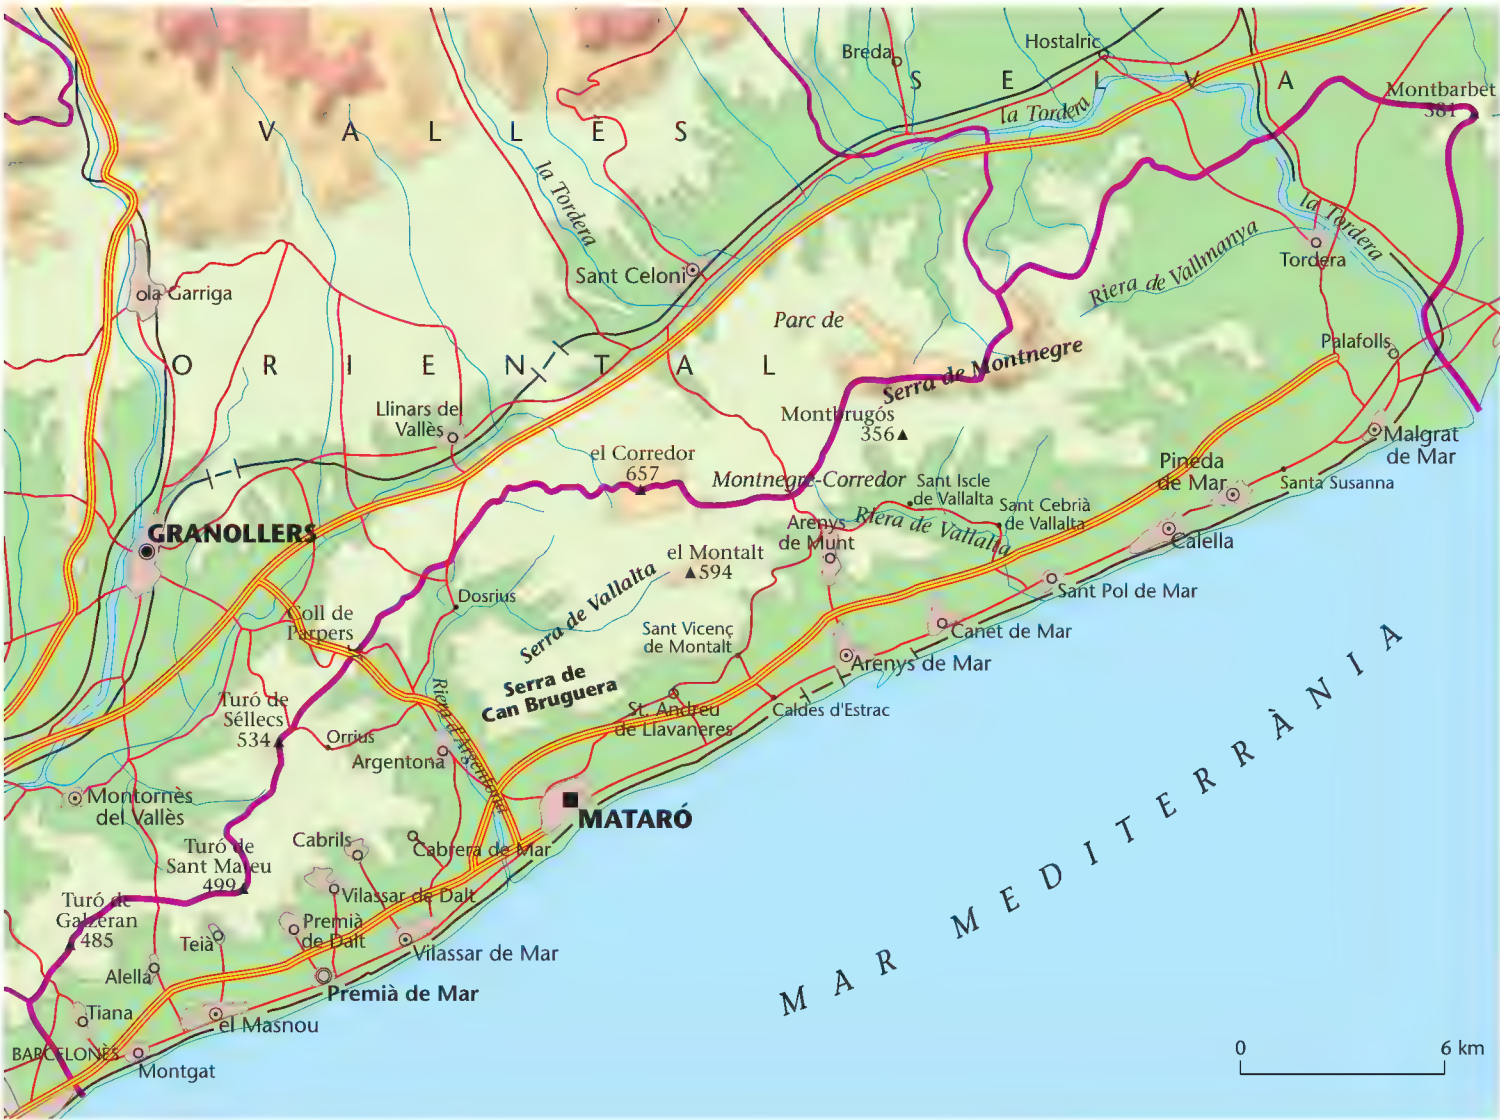 Hostalric
Breda
S E L V A
Montbarbet
381
la Tordera
V A L L È S
la Tordera
la Tordera
Riera de Vallmanya
Tordera
Sant Celoni
la Garriga
Parc de
Palafolls
Serra de Montnegre
O R I E N T A L
Llinars del
Vallès
Montbrugós
356
Malgrat
de Mar
el Corredor
657
Montnegre-Corredor
Sant Iscle
de Vallalta
Pineda
de Mar
Santa Susanna
Sant Cebrià
de Vallalta
Riera de Vallalta
Arenys
de Munt
GRANOLLERS
Calella
el Montalt
594
Serra de Vallalta
Dosrius
Sant Pol de Mar
Coll de
Parpers
Sant Vicenç
de Montalt
Canet de Mar
Arenys de Mar
Serra de
Can Bruguera
Riera d'Argentona
Turó de
Séllecs
534
St. Andreu
de Llavaneres
Caldes d'Estrac
Orrius
Argentona
Montornès
del Vallès
MATARÓ
Cabrils
Cabrera de Mar
Turó de
Sant Mateu
499
Vilassar de Dalt
Turó de
Galzeran
485
Premià
de Dalt
Teià
Vilassar de Mar
Alella
Premià de Mar
Tiana
el Masnou
BARCELONÈS
Montgat
MAR MEDITERRÀNIA
0 6 km